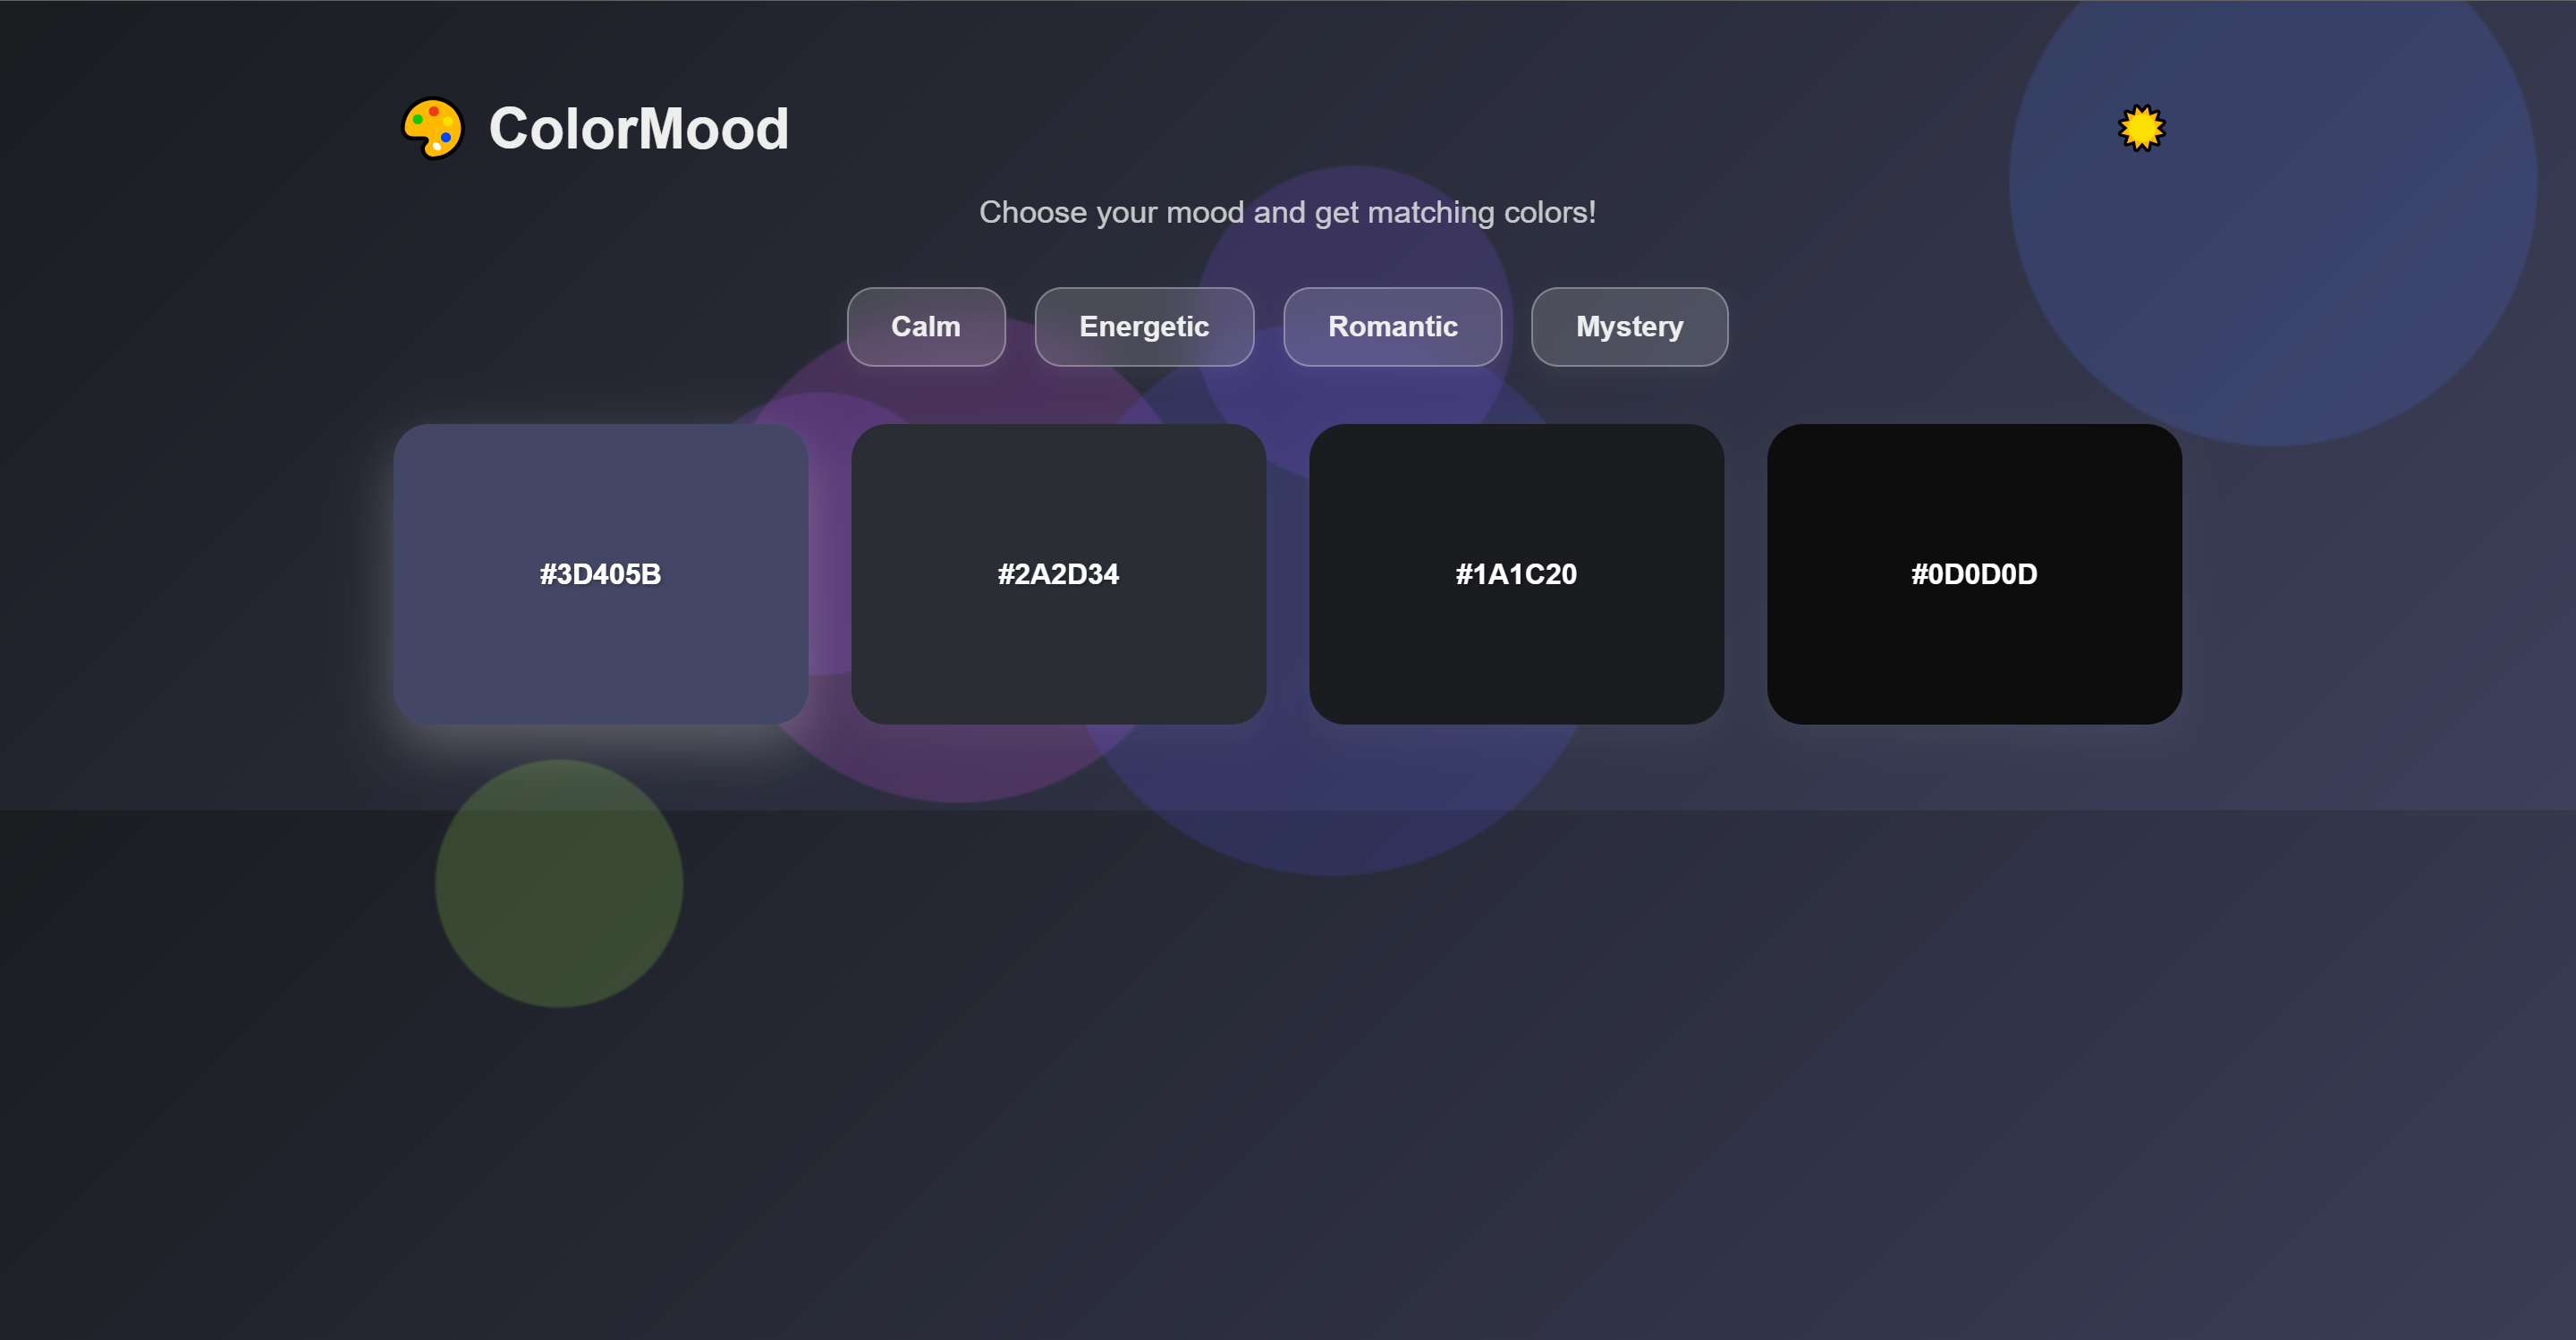 ColorMood
Choose your mood and get matching colors!
Calm
Energetic
Romantic
Mystery
#3D405B
#2A2D34
#1A1C20
#0D0D0D